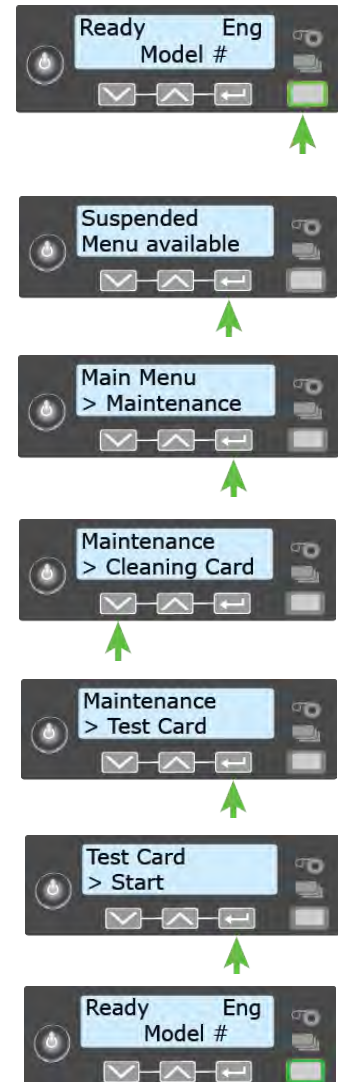 Ready Eng
Model #
Suspended
Menu available
Main Menu
> Maintenance
Maintenance
> Cleaning Card
Maintenance
> Test Card
Test Card
> Start
Ready Eng
Model #